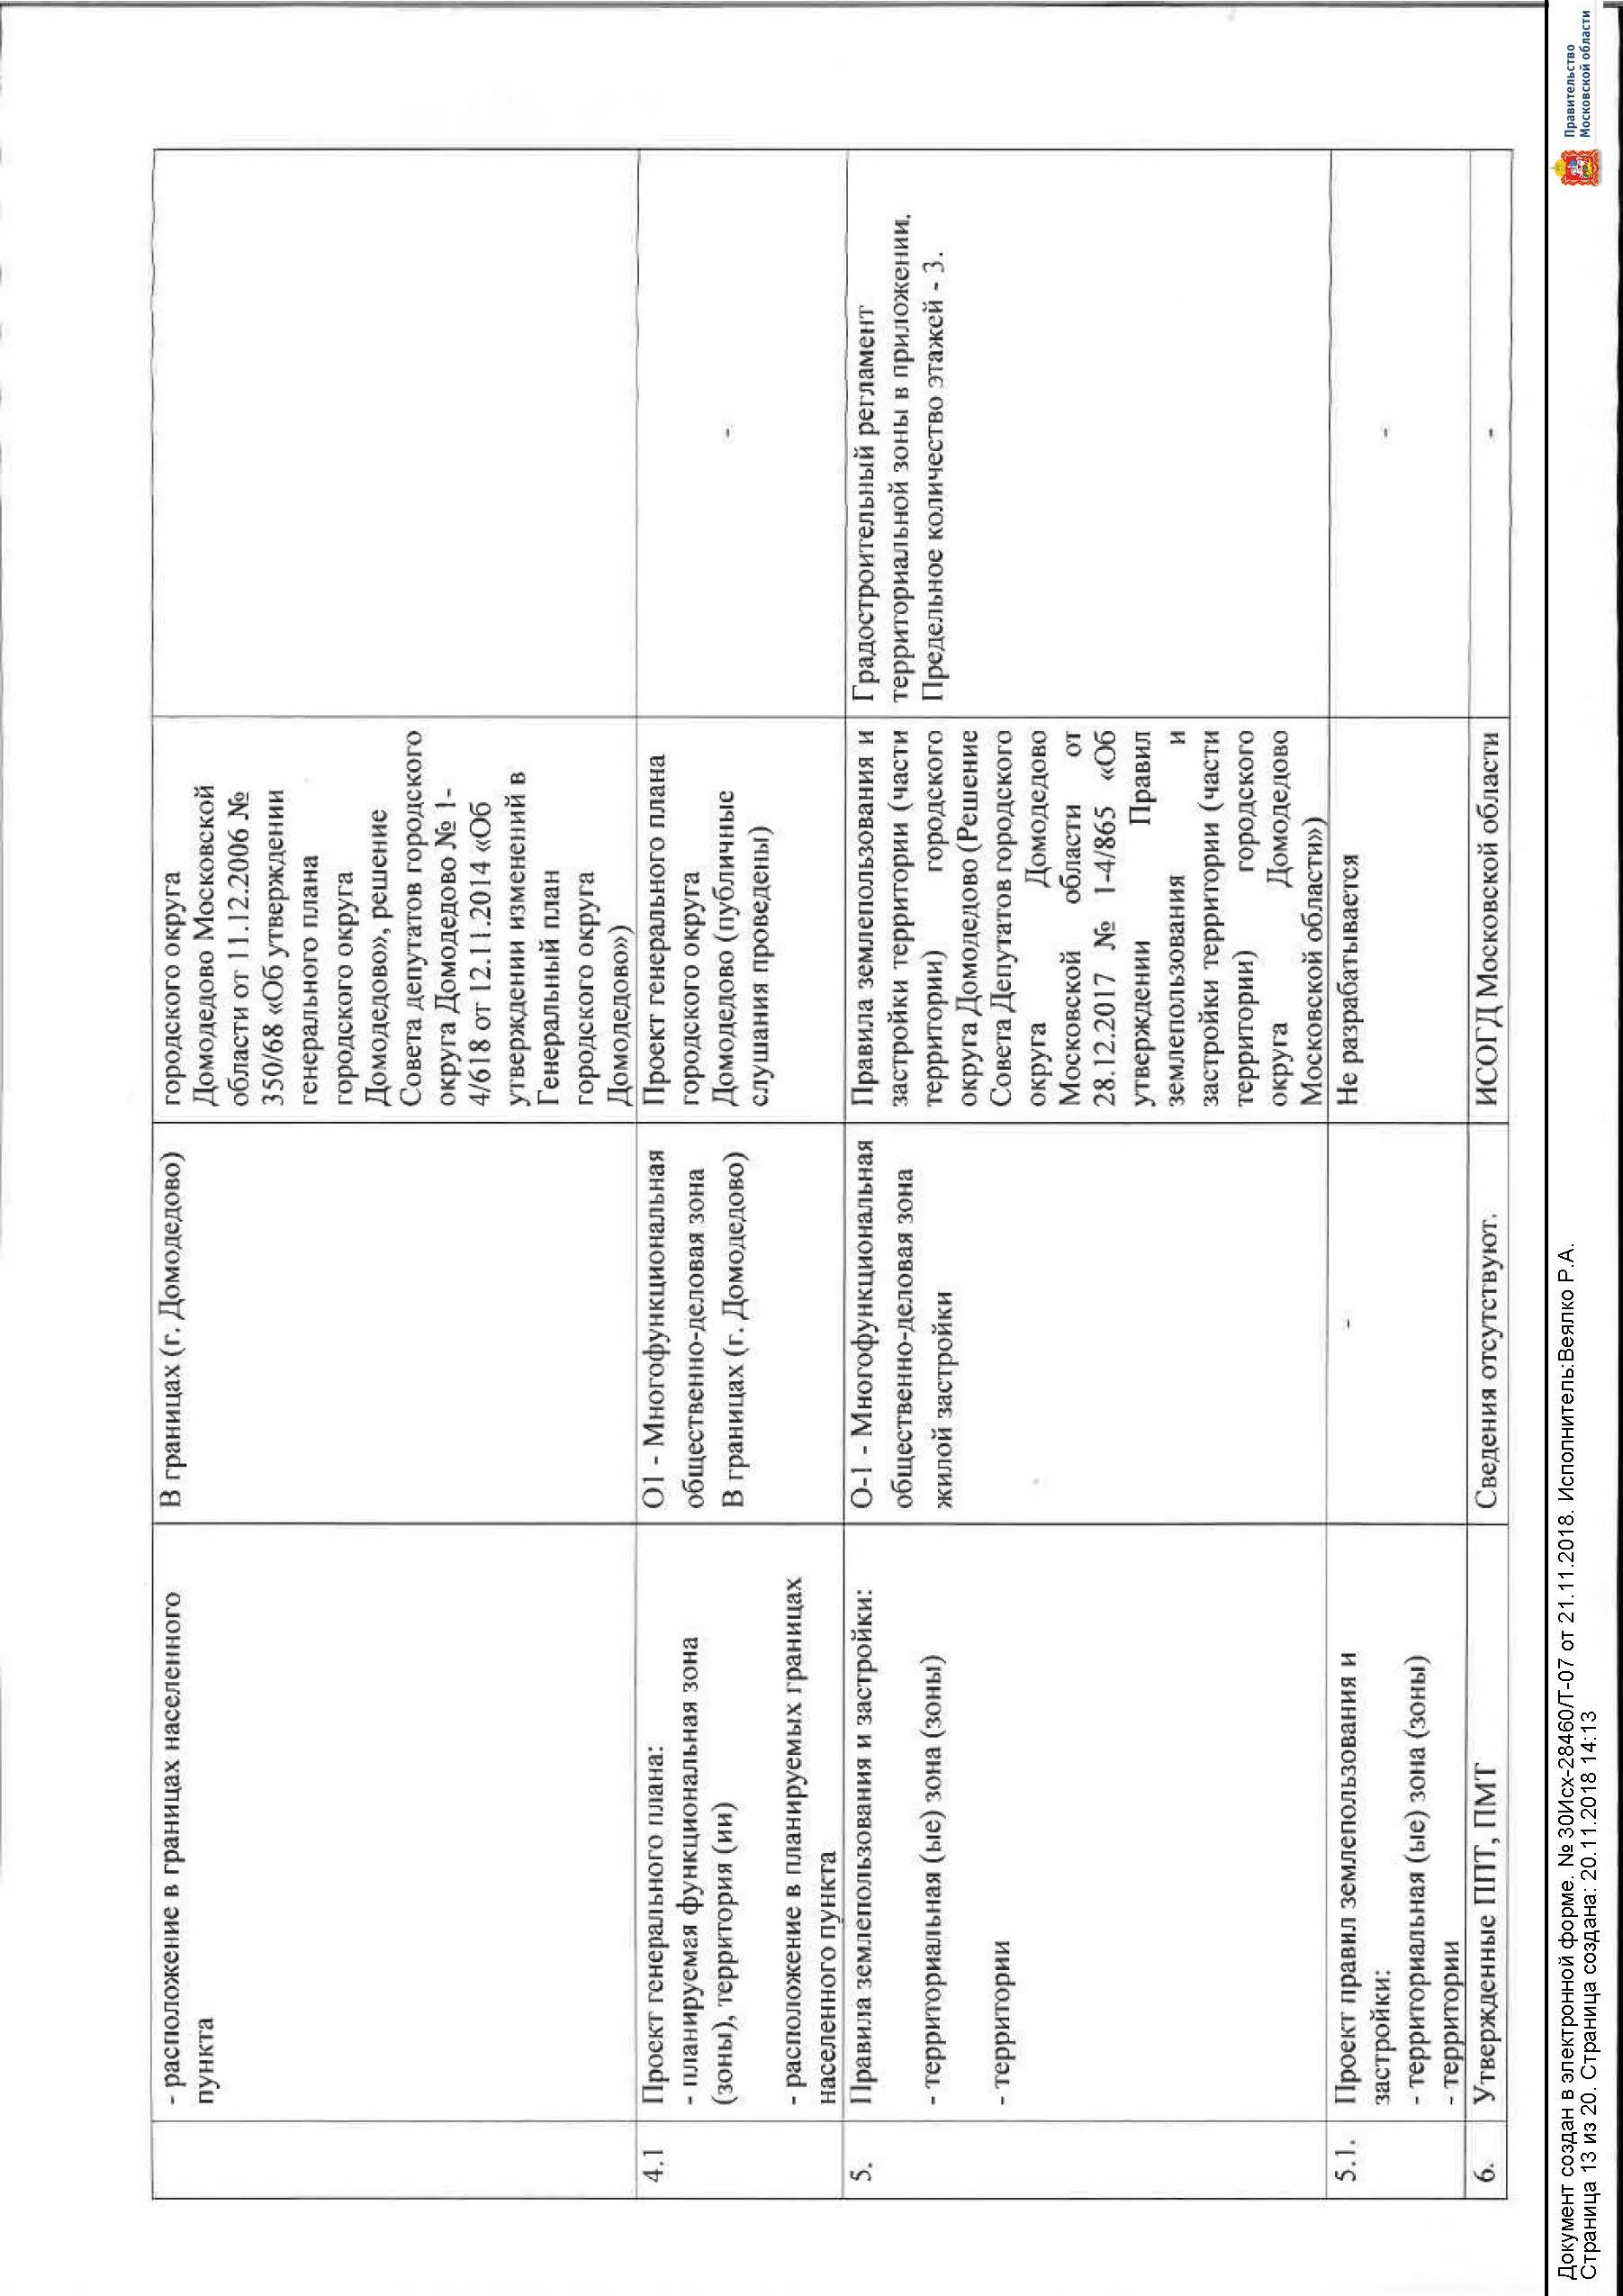 - расположение в границах населенного
пункта
В границах (г. Домодедово)
городского округа
Домодедово Московской
области от 11.12.2006 №
350/68 «Об утверждении
генерального плана
городского округа
Домодедово», решение
Совета депутатов городского
округа Домодедово № 1-
4/618 от 12.11.2014 «Об
утверждении изменений в
Генеральный план
городского округа
Домодедово»)
4.1
Проект генерального плана:
- планируемая функциональная зона
(зоны), территория (ии)
- расположение в планируемых границах
населенного пункта
О1 - Многофункциональная
общественно-деловая зона
В границах (г. Домодедово)
Проект генерального плана
городского округа
Домодедово (публичные
слушания проведены)
-
5.
Правила землепользования и застройки:
- территориальная (ые) зона (зоны)
- территории
О-1 - Многофункциональная
общественно-деловая зона
жилой застройки
Правила землепользования и
застройки территории (части
территории) городского
округа Домодедово (Решение
Совета Депутатов городского
округа Домодедово
Московской области от
28.12.2017 № 1-4/865 «Об
утверждении Правил
землепользования и
застройки территории (части
территории) городского
округа Домодедово
Московской области»)
Градостроительный регламент
территориальной зоны в приложении.
Предельное количество этажей - 3.
5.1.
Проект правил землепользования и
застройки:
- территориальная (ые) зона (зоны)
- территории
-
Не разрабатывается
-
6.
Утвержденные ППТ, ПМТ
Сведения отсутствуют.
ИСОГД Московской области
-
Документ создан в электронной форме. № 30Исх-28460/Т-07 от 21.11.2018. Исполнитель:Веялко Р.А.
Страница 13 из 20. Страница создана: 20.11.2018 14:13
Правительство
Московской области